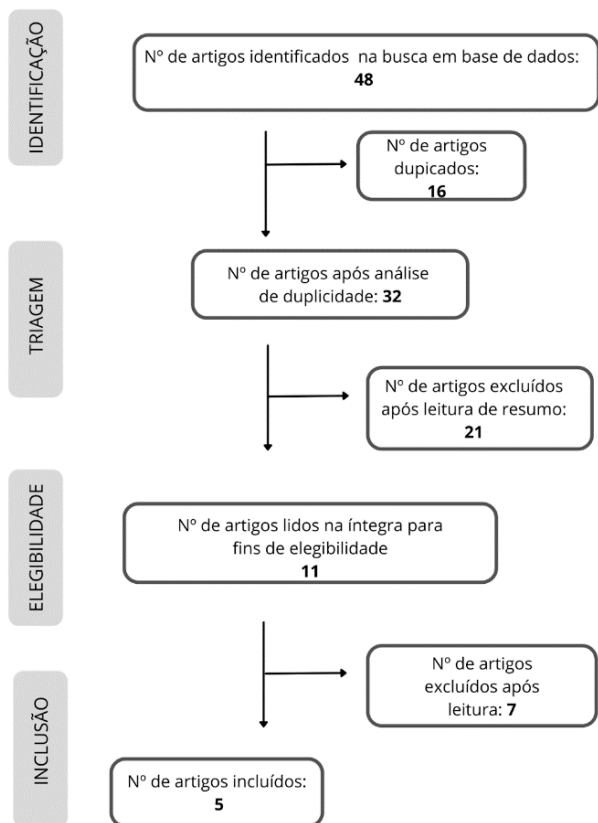 IDENTIFICAÇÃO
Nº de artigos identificados na busca em base de dados:
48
Nº de artigos
dupicados:
16
TRIAGEM
Nº de artigos após análise
de duplicidade: 32
Nº de artigos excluídos
após leitura de resumo:
21
ELEGIBILIDADE
Nº de artigos lidos na íntegra para
fins de elegibilidade
11
Nº de artigos
excluídos após
leitura: 7
INCLUSÃO
Nº de artigos incluídos:
5